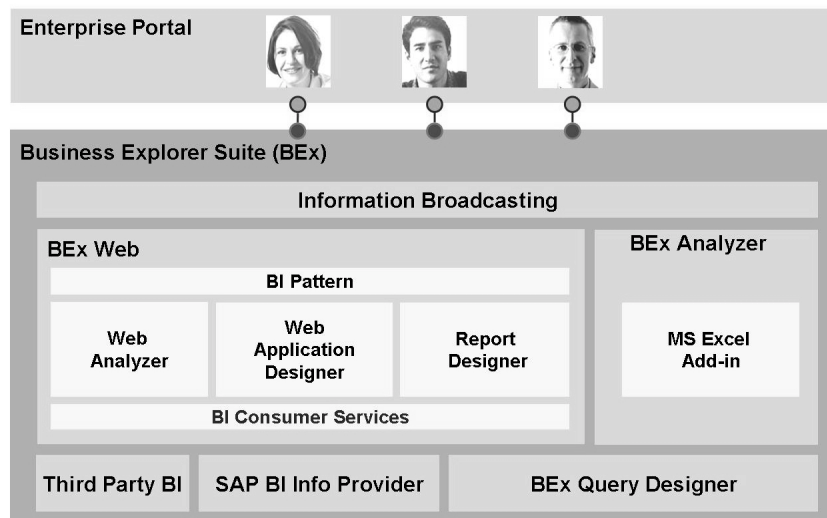 Enterprise Portal
Business Explorer Suite (BEx)
Information Broadcasting
BEx Web
BI Pattern
Web
Analyzer
Web
Application
Designer
Report
Designer
BI Consumer Services
BEx Analyzer
MS Excel
Add-in
Third Party BI
SAP BI Info Provider
BEx Query Designer